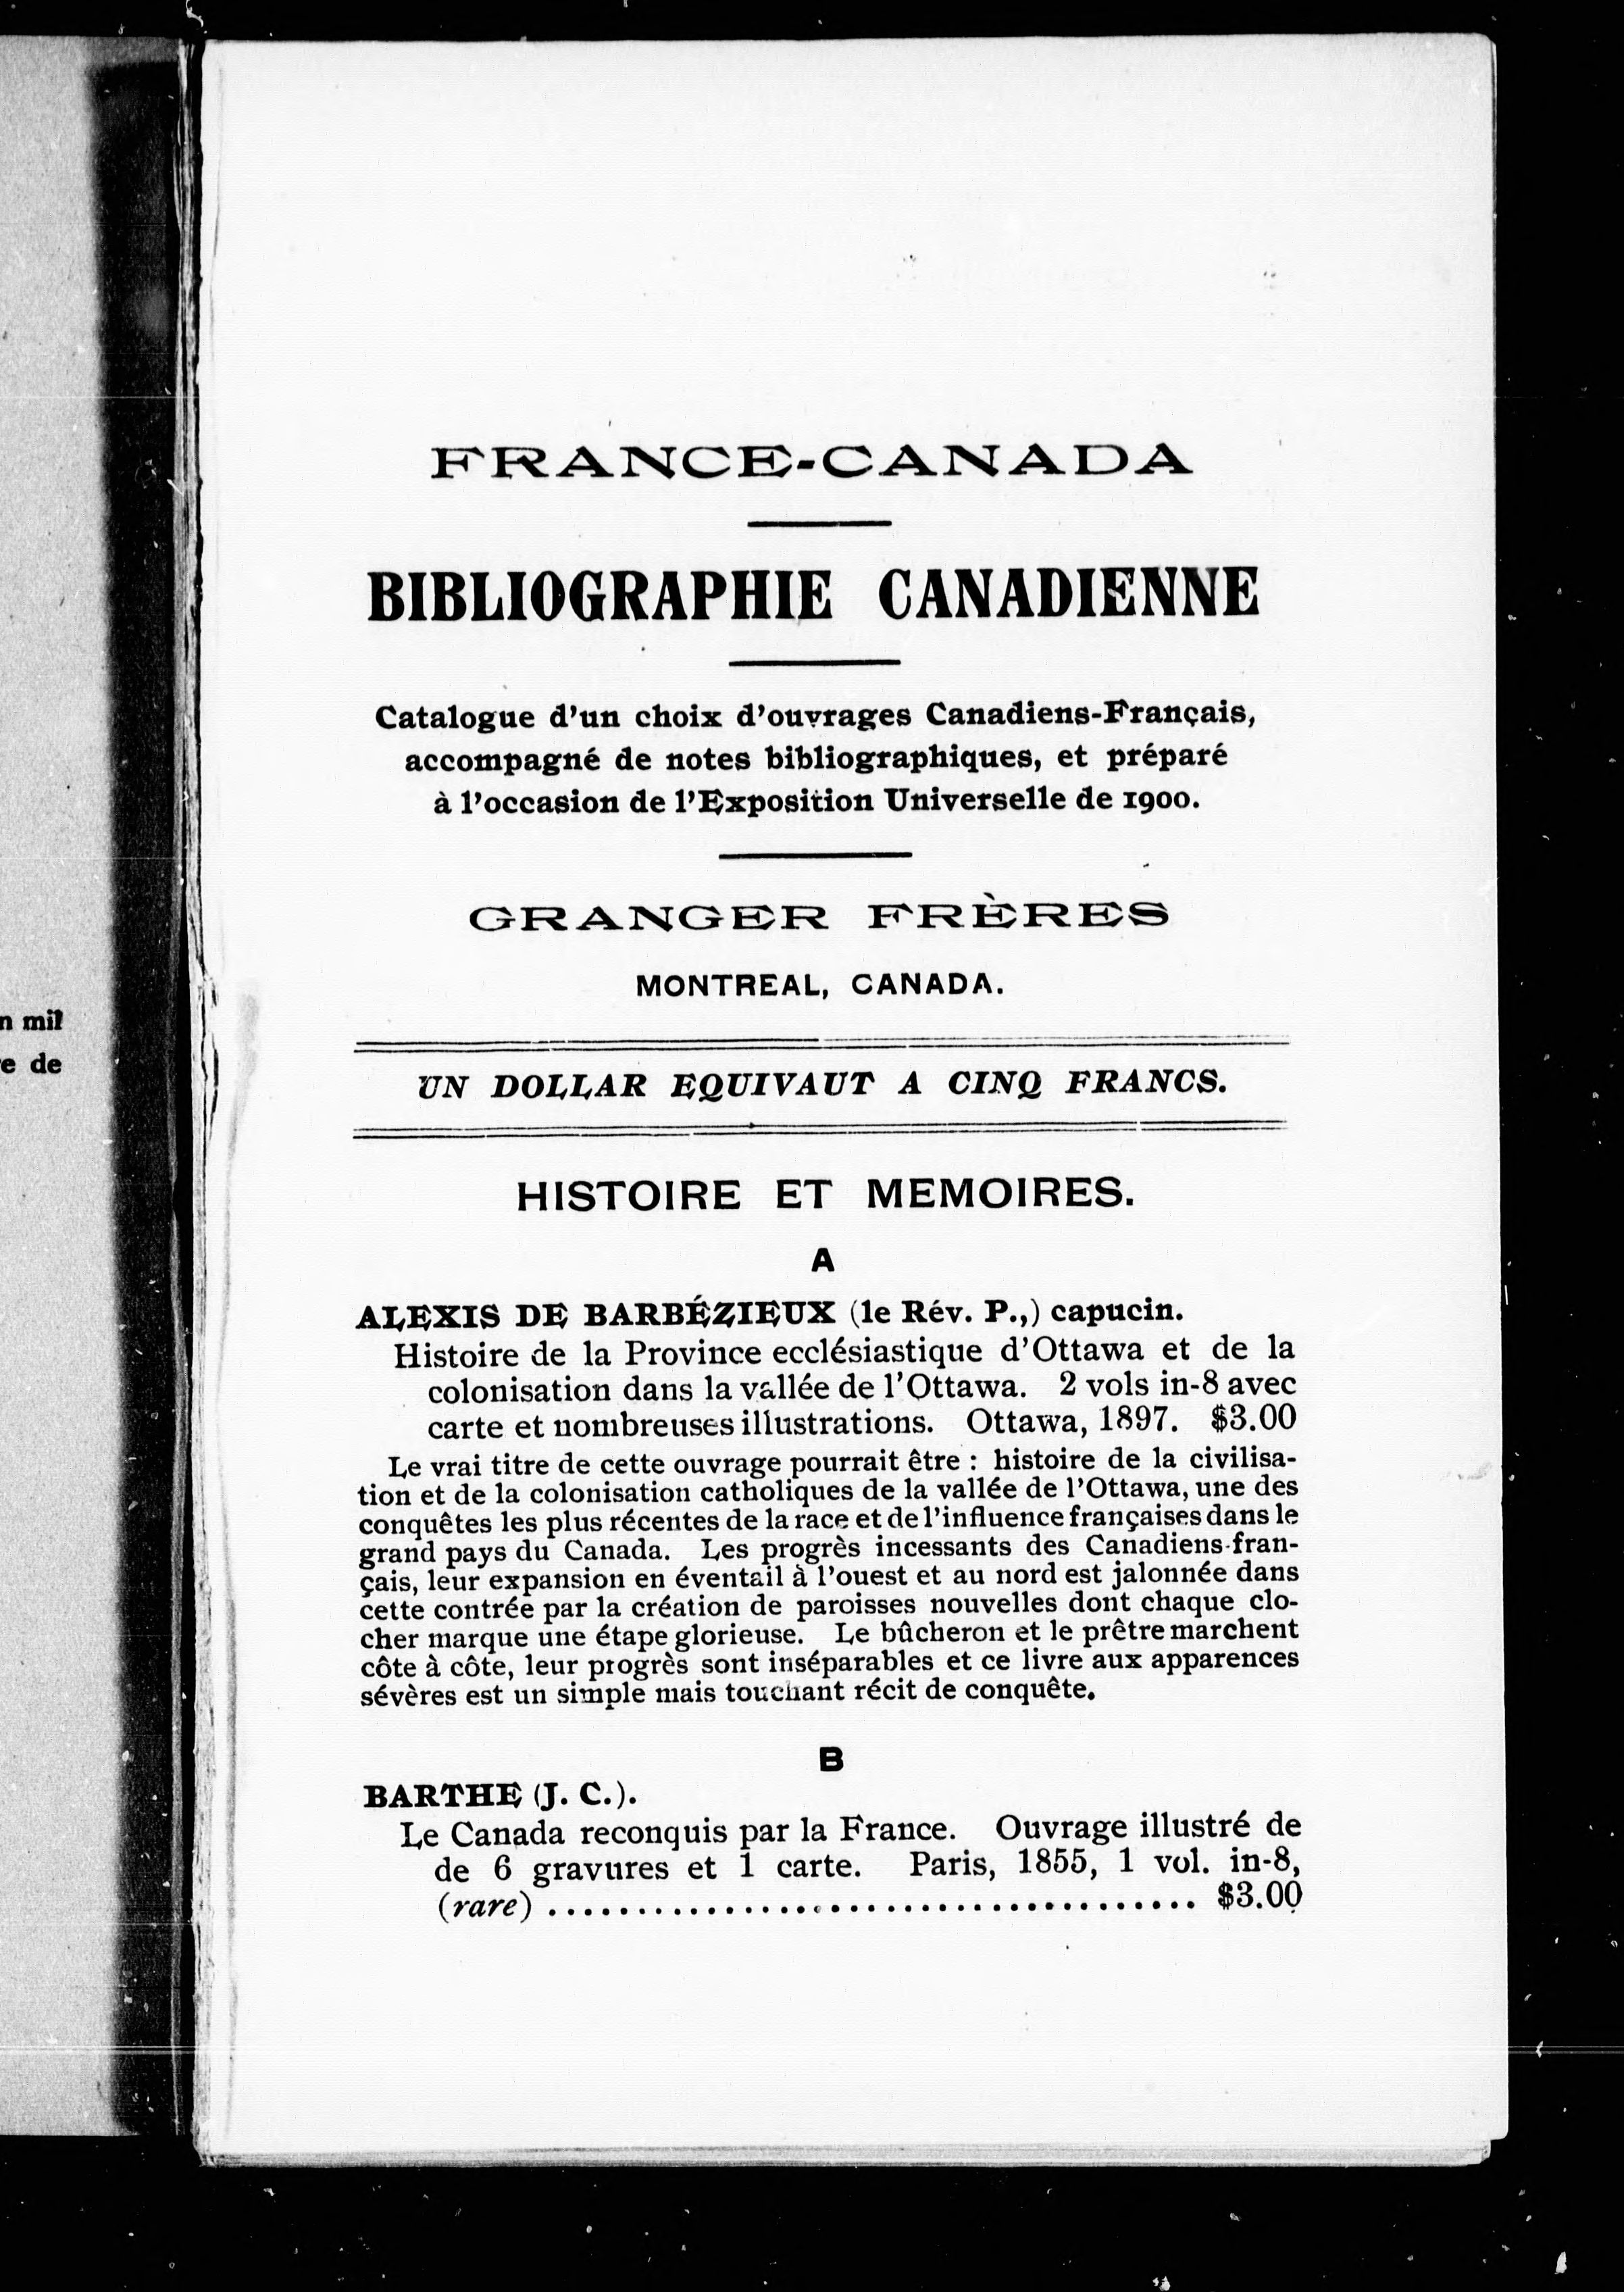 n mil
e de
FRANCE-CANADA
BIBLIOGRAPHIE CANADIENNE
Catalogue d'un choix d'ouvrages Canadiens-Français,
accompagné de notes bibliographiques, et préparé
à l'occasion de l'Exposition Universelle de 1900.
GRANGER FRÈRES
MONTREAL, CANADA.
UN DOLLAR EQUIVAUT A CINQ FRANCS.
HISTOIRE ET MEMOIRES.
A
ALEXIS DE BARBÉZIEUX (le Rév. P.,) capucin.
Histoire de la Province ecclésiastique d'Ottawa et de la
colonisation dans la vallée de l'Ottawa. 2 vols in-8 avec
carte et nombreuses illustrations. Ottawa, 1897. $3.00
Le vrai titre de cette ouvrage pourrait être : histoire de la civilisa-
tion et de la colonisation catholiques de la vallée de l'Ottawa, une des
conquêtes les plus récentes de la race et de l'influence françaises dans le
grand pays du Canada. Les progrès incessants des Canadiens-fran-
çais, leur expansion en éventail à l'ouest et au nord est jalonnée dans
cette contrée par la création de paroisses nouvelles dont chaque clo-
cher marque une étape glorieuse. Le bûcheron et le prêtre marchent
côte à côte, leur progrès sont inséparables et ce livre aux apparences
sévères est un simple mais touchant récit de conquête.
B
BARTHE (J. C.).
Le Canada reconquis par la France. Ouvrage illustré de
de 6 gravures et 1 carte. Paris, 1855, 1 vol. in-8,
(rare) ..................................... $3.00